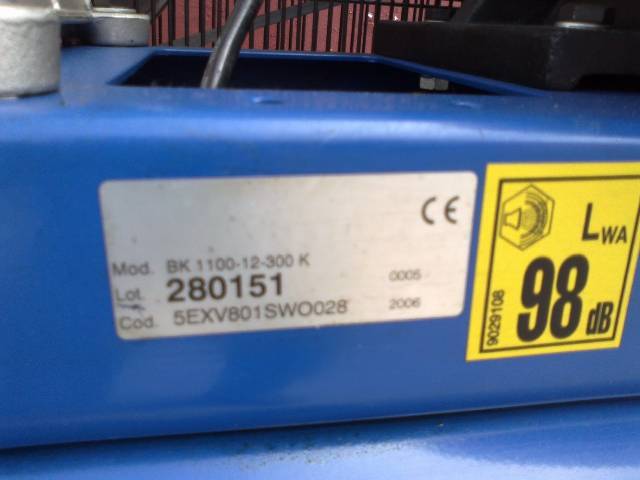 CE
Mod. BK 1100-12-300 K
Lot. 280151 0005
Cod. 5EXV801SWO028 2006
LWA
98 dB
9029108